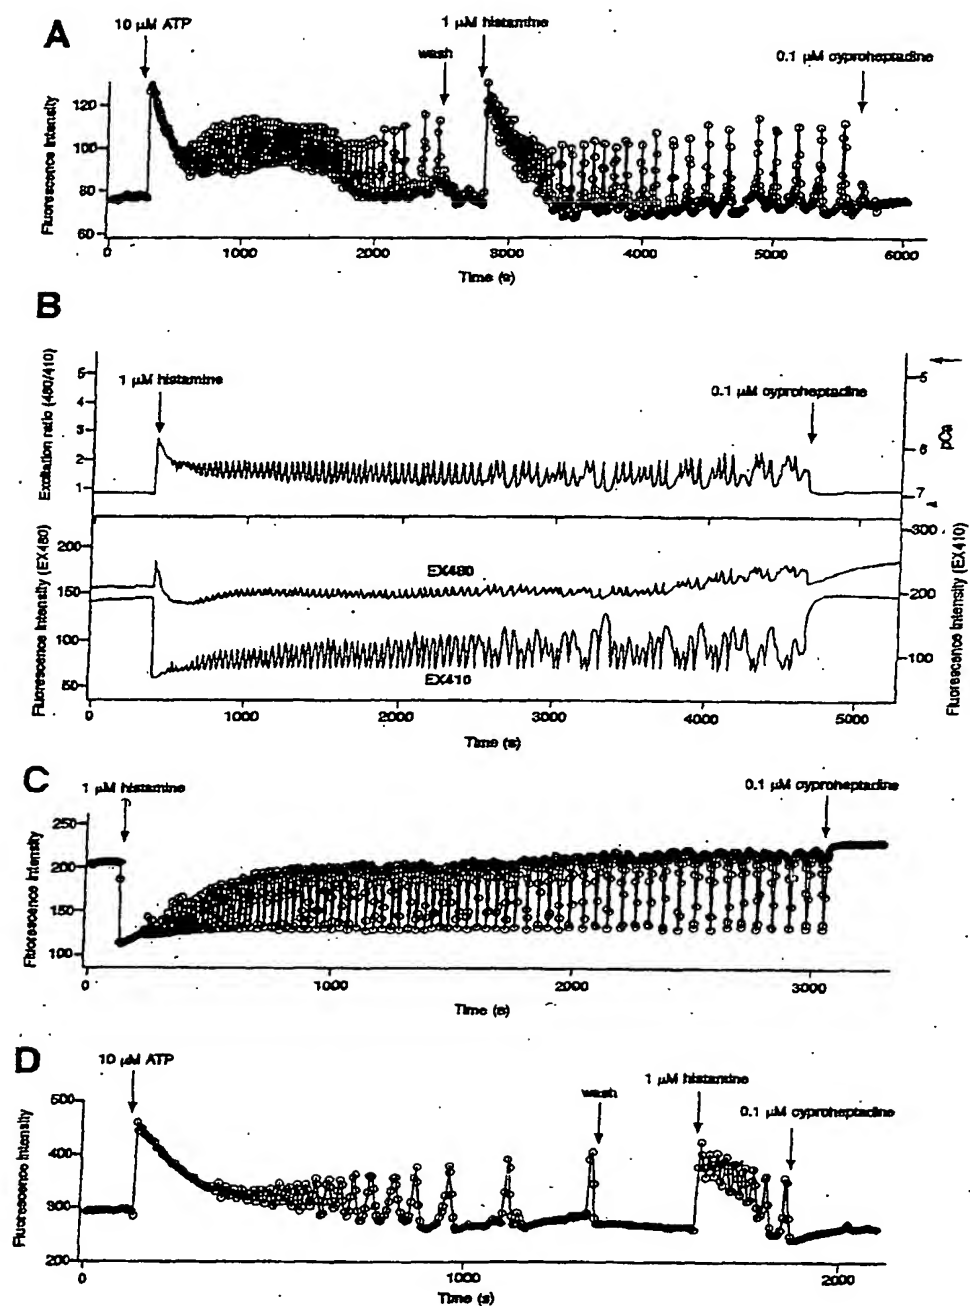 A
10 µM ATP
wash
1 µM histamine
0.1 µM cyproheptadine
Fluorescence Intensity
120
100
80
60
0 1000 2000 3000 4000 5000 6000
Time (s)
B
1 µM histamine
0.1 µM cyproheptadine
Excitation ratio (480/410)
5
4
3
2
1
5
6
7
pCa
Fluorescence Intensity (EX480)
200
150
100
50
EX480
EX410
300
200
100
Fluorescence Intensity (EX410)
0 1000 2000 3000 4000 5000
Time (s)
C
1 µM histamine
0.1 µM cyproheptadine
Fluorescence Intensity
250
200
150
100
0 1000 2000 3000
Time (s)
D
10 µM ATP
wash
1 µM histamine
0.1 µM cyproheptadine
Fluorescence Intensity
500
400
300
200
0 1000 2000
Time (s)